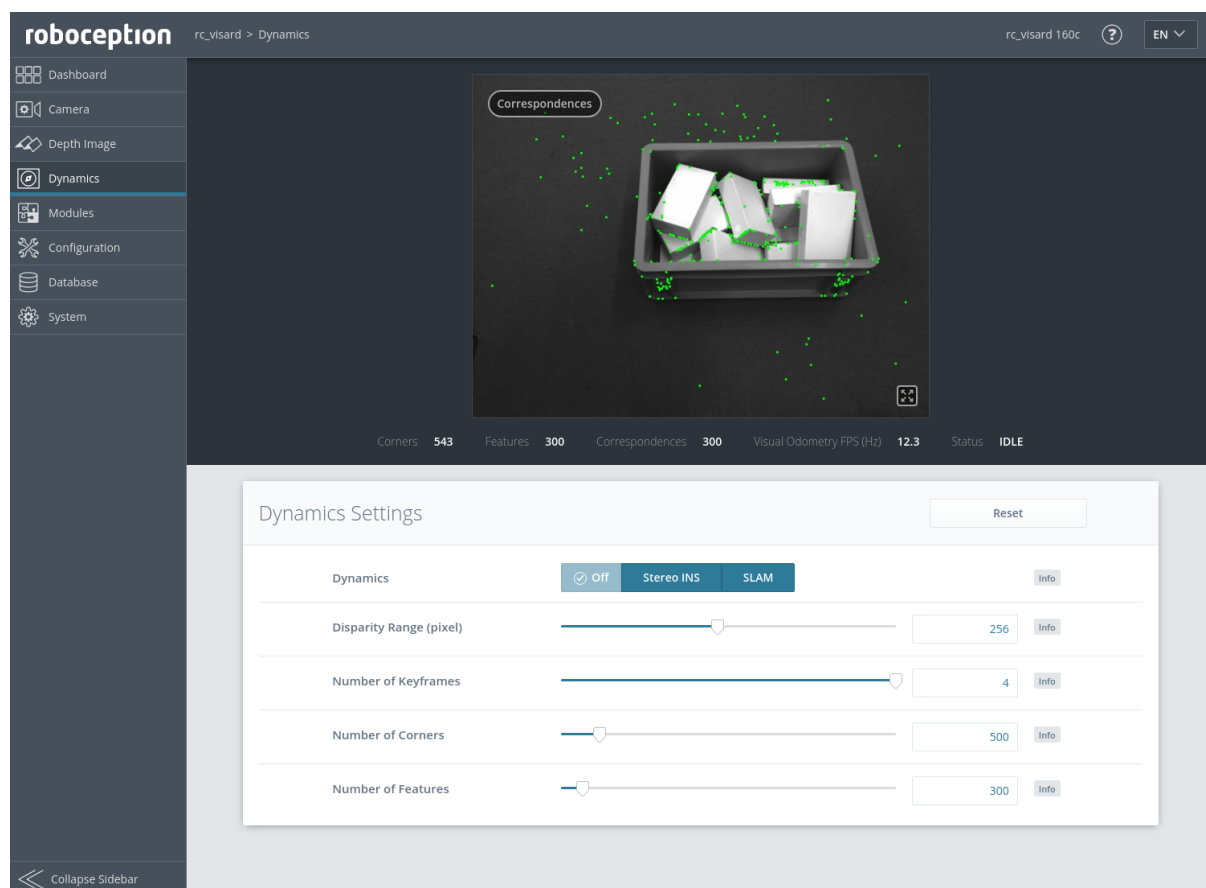 roboception rc_visard > Dynamics rc_visard 160c ? EN
Dashboard
Camera
Depth Image
Dynamics
Modules
Configuration
Database
System
Correspondences
Corners 543 Features 300 Correspondences 300 Visual Odometry FPS (Hz) 12.3 Status IDLE
Dynamics Settings Reset
Dynamics Off Stereo INS SLAM Info
Disparity Range (pixel) 256 Info
Number of Keyframes 4 Info
Number of Corners 500 Info
Number of Features 300 Info
Collapse Sidebar